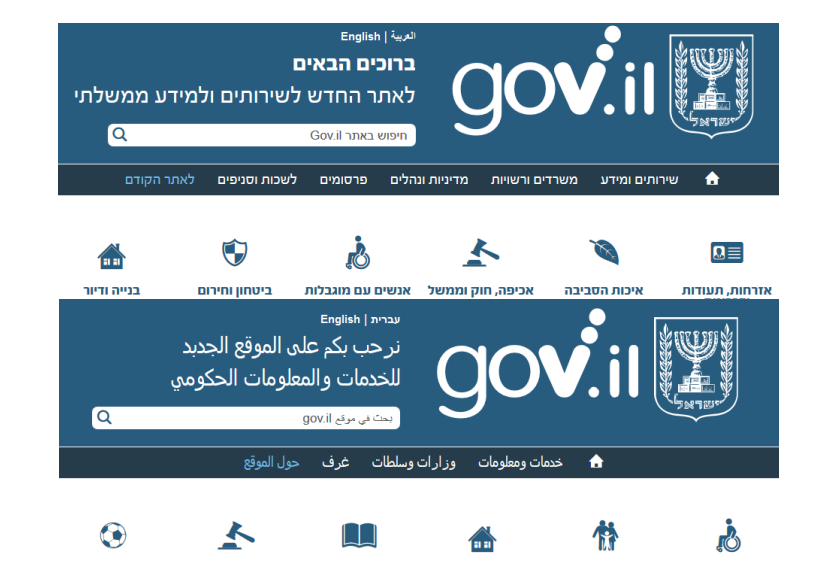 العربية | English
ברוכים הבאים
לאתר החדש לשירותים ולמידע ממשלתי
חיפוש באתר Gov.il
gov.il
ישראל
שירותים ומידע משרדים ורשויות מדיניות ונהלים פרסומים לשכות וסניפים לאתר הקודם
אזרחות, תעודות איכות הסביבה אכיפה, חוק וממשל אנשים עם מוגבלות ביטחון וחירום בנייה ודיור
עברית | English
نرحب بكم على الموقع الجديد
للخدمات والمعلومات الحكومي
بحث في موقع gov.il
gov.il
ישראל
خدمات ومعلومات وزارات وسلطات غرف حول الموقع